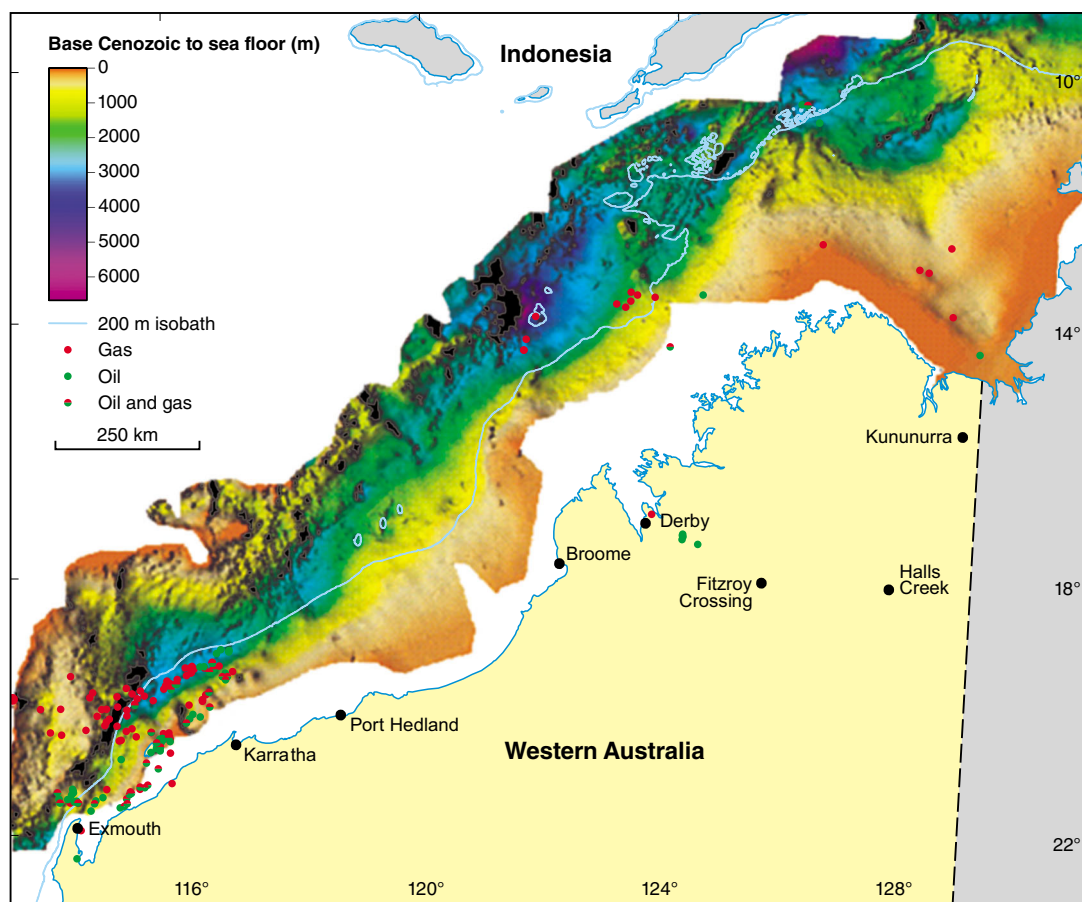 Base Cenozoic to sea floor (m)
0
1000
2000
3000
4000
5000
6000
200 m isobath
Gas
Oil
Oil and gas
250 km
Indonesia
10°
14°
18°
22°
Kununurra
Derby
Broome
Fitzroy
Crossing
Halls
Creek
Port Hedland
Karratha
Western Australia
Exmouth
116°
120°
124°
128°